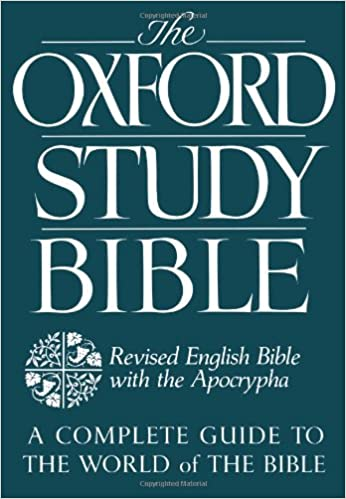 The
OXFORD
STUDY
BIBLE
Revised English Bible
with the Apocrypha
A COMPLETE GUIDE TO
THE WORLD of THE BIBLE